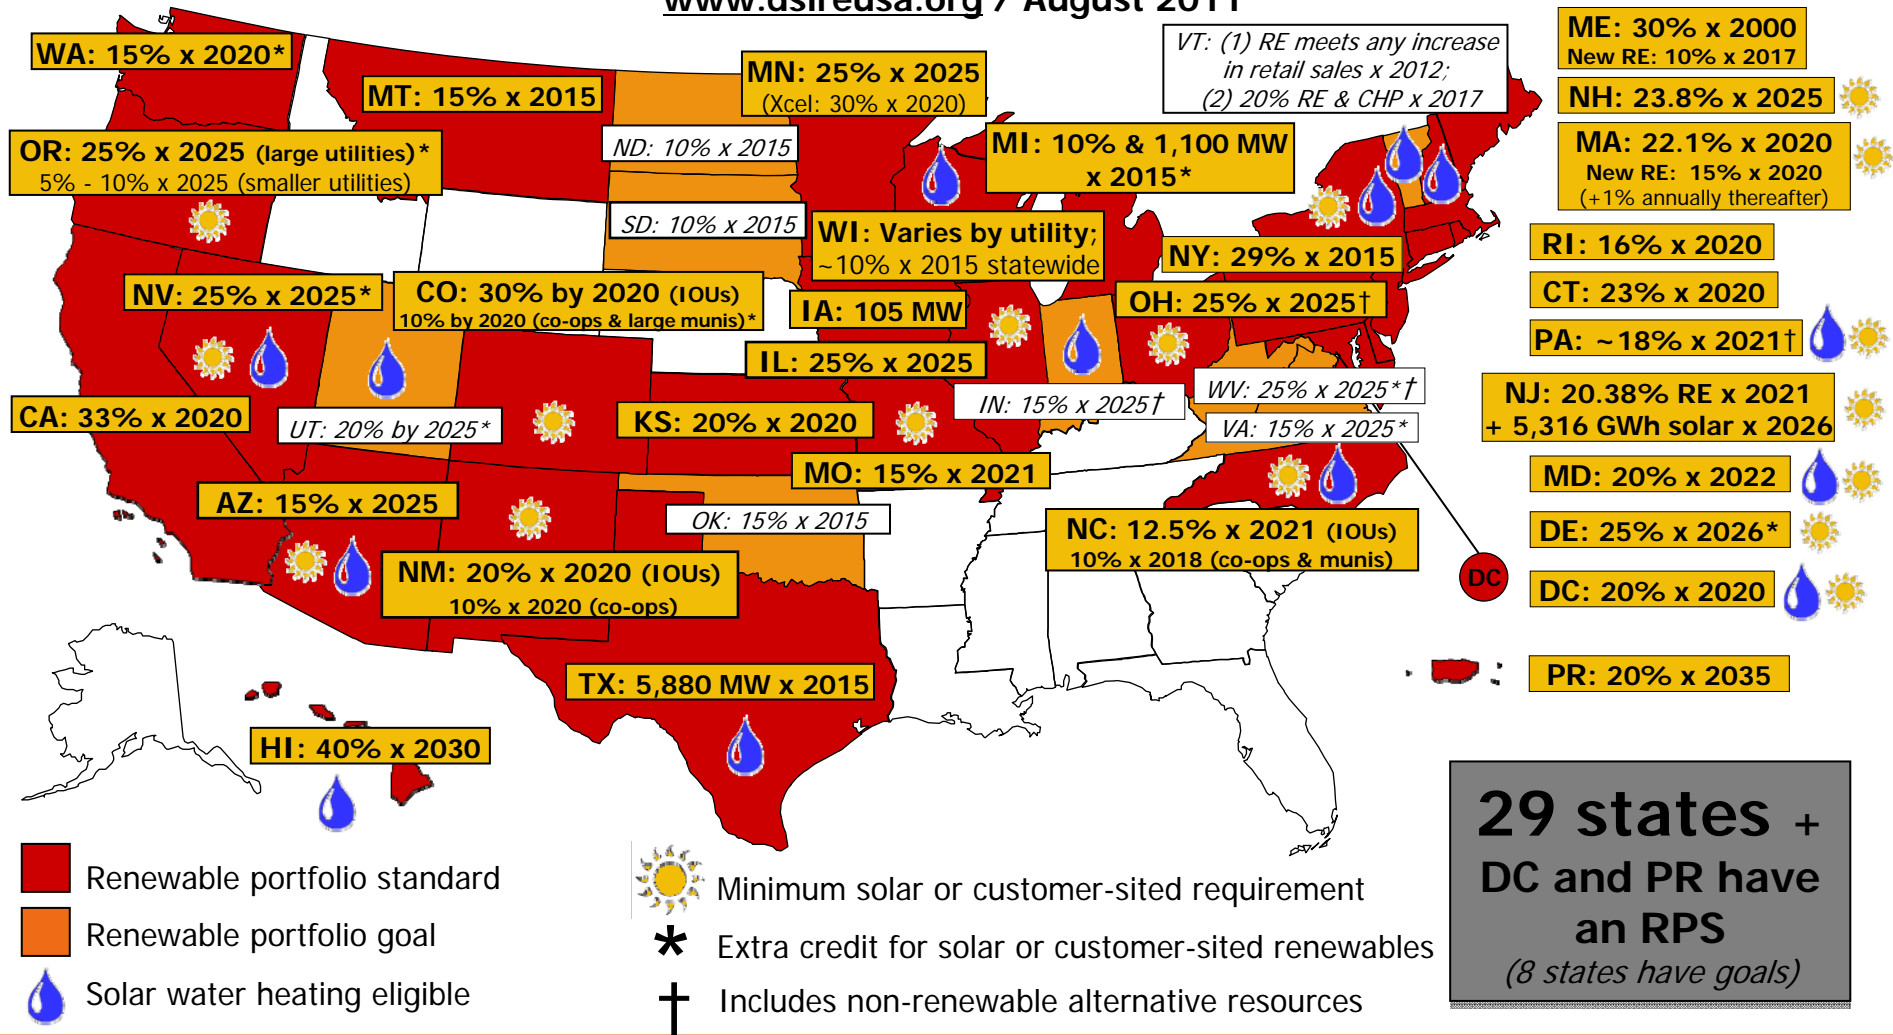 www.dsireusa.org / August 2011
WA: 15% x 2020*
MT: 15% x 2015
MN: 25% x 2025
(Xcel: 30% x 2020)
VT: (1) RE meets any increase
in retail sales x 2012;
(2) 20% RE & CHP x 2017
ME: 30% x 2000
New RE: 10% x 2017
NH: 23.8% x 2025
OR: 25% x 2025 (large utilities)*
5% - 10% x 2025 (smaller utilities)
ND: 10% x 2015
MI: 10% & 1,100 MW
x 2015*
MA: 22.1% x 2020
New RE: 15% x 2020
(+1% annually thereafter)
SD: 10% x 2015
WI: Varies by utility;
~10% x 2015 statewide
NY: 29% x 2015
RI: 16% x 2020
NV: 25% x 2025*
CO: 30% by 2020 (IOUs)
10% by 2020 (co-ops & large munis)*
IA: 105 MW
OH: 25% x 2025†
CT: 23% x 2020
IL: 25% x 2025
PA: ~18% x 2021†
CA: 33% x 2020
UT: 20% by 2025*
KS: 20% x 2020
IN: 15% x 2025†
WV: 25% x 2025*†
VA: 15% x 2025*
NJ: 20.38% RE x 2021
+ 5,316 GWh solar x 2026
MO: 15% x 2021
MD: 20% x 2022
AZ: 15% x 2025
OK: 15% x 2015
NC: 12.5% x 2021 (IOUs)
10% x 2018 (co-ops & munis)
DE: 25% x 2026*
NM: 20% x 2020 (IOUs)
10% x 2020 (co-ops)
DC
DC: 20% x 2020
TX: 5,880 MW x 2015
PR: 20% x 2035
HI: 40% x 2030
29 states +
DC and PR have
an RPS
(8 states have goals)
Renewable portfolio standard
Renewable portfolio goal
Solar water heating eligible
Minimum solar or customer-sited requirement
* Extra credit for solar or customer-sited renewables
† Includes non-renewable alternative resources